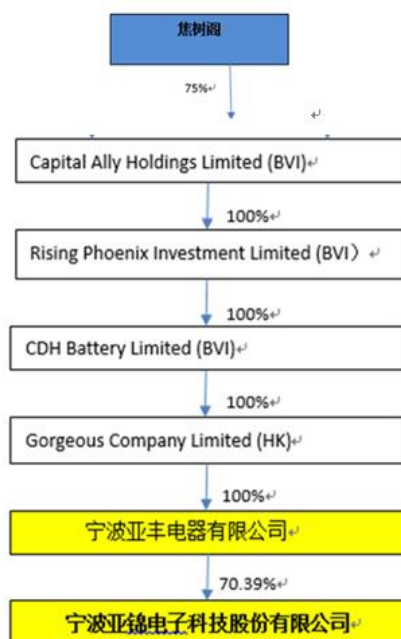 焦树阁
75%
Capital Ally Holdings Limited (BVI)
100%
Rising Phoenix Investment Limited (BVI）
100%
CDH Battery Limited (BVI)
100%
Gorgeous Company Limited (HK)
100%
宁波亚丰电器有限公司
70.39%
宁波亚锦电子科技股份有限公司